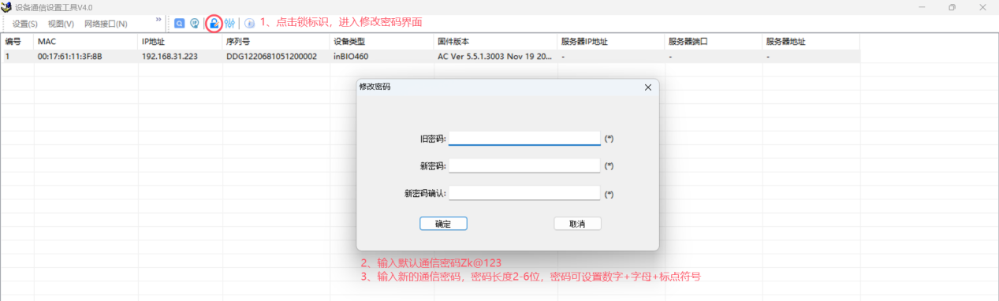 设备通信设置工具V4.0
设置(S) 视图(V) 网络接口(N) » 1、点击锁标识，进入修改密码界面
编号 MAC IP地址 序列号 设备类型 固件版本 服务器IP地址 服务器端口 服务器地址
1 00:17:61:11:3F:8B 192.168.31.223 DDG1220681051200002 inBIO460 AC Ver 5.5.1.3003 Nov 19 20... - - -
修改密码
旧密码: (*)
新密码: (*)
新密码确认: (*)
确定 取消
2、输入默认通信密码Zk@123
3、输入新的通信密码，密码长度2-6位，密码可设置数字+字母+标点符号